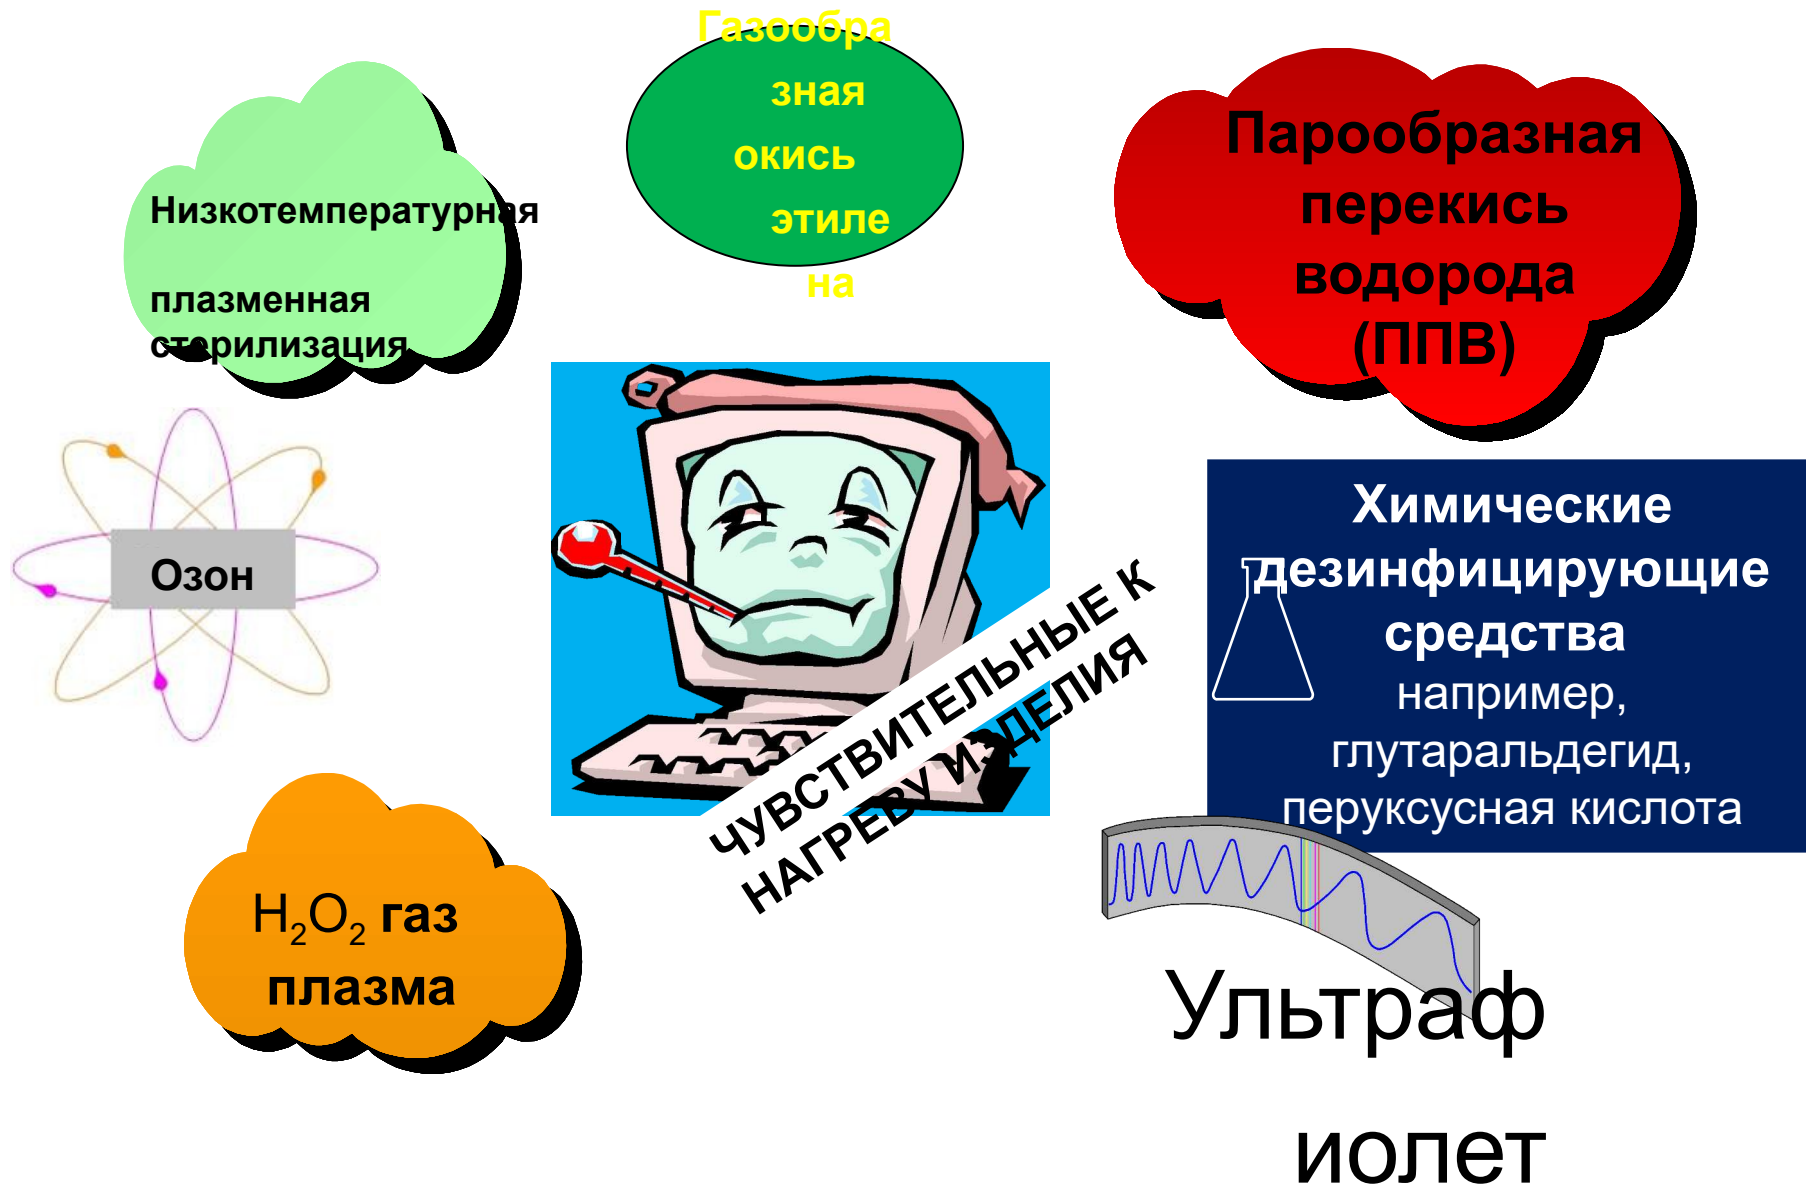 Газообра
зная
окись
этиле
на
Низкотемпературная
плазменная
стерилизация
Парообразная
перекись
водорода
(ППВ)
Озон
ЧУВСТВИТЕЛЬНЫЕ К
НАГРЕВУ ИЗДЕЛИЯ
Химические
дезинфицирующие
средства
например,
глутаральдегид,
перуксусная кислота
H₂O₂ газ
плазма
Ультраф
иолет